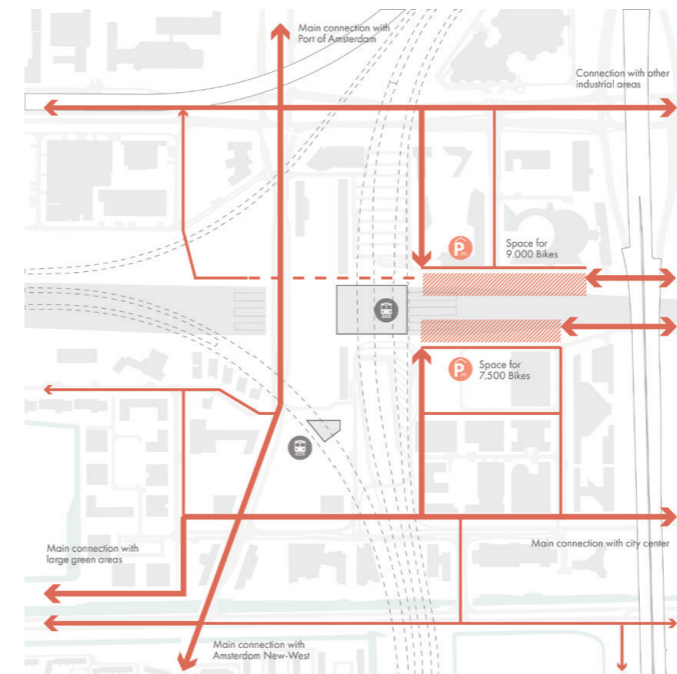 Main connection with
Port of Amsterdam
Connection with other
industrial areas
P
Space for
9.000 Bikes
P
Space for
7.500 Bikes
Main connection with
large green areas
Main connection with city center
Main connection with
Amsterdam New-West